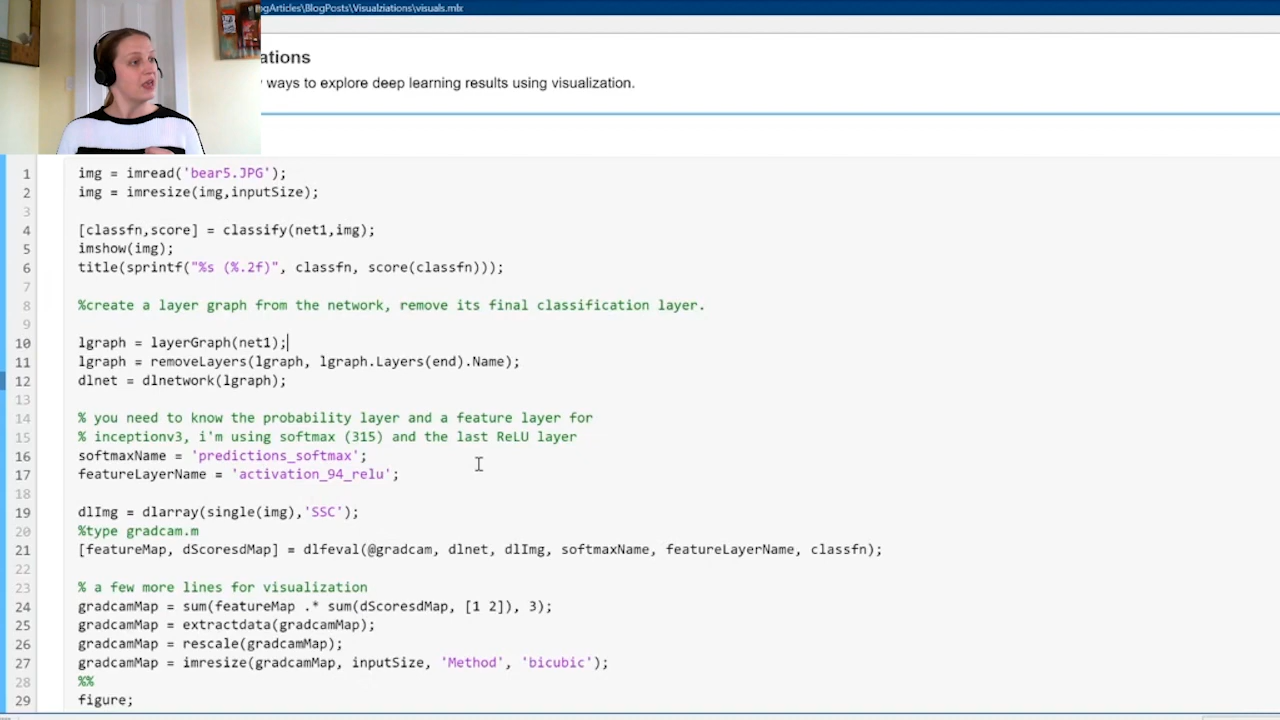 ngArticles\BlogPosts\Visualziations\visuals.mlx
ations
ways to explore deep learning results using visualization.
1 img = imread('bear5.JPG');
2 img = imresize(img,inputSize);
3
4 [classfn,score] = classify(net1,img);
5 imshow(img);
6 title(sprintf("%s (%.2f)", classfn, score(classfn)));
7
8 %create a layer graph from the network, remove its final classification layer.
9
10 lgraph = layerGraph(net1);
11 lgraph = removeLayers(lgraph, lgraph.Layers(end).Name);
12 dlnet = dlnetwork(lgraph);
13
14 % you need to know the probability layer and a feature layer for
15 % inceptionv3, i'm using softmax (315) and the last ReLU layer
16 softmaxName = 'predictions_softmax';
17 featureLayerName = 'activation_94_relu';
18
19 dlImg = dlarray(single(img),'SSC');
20 %type gradcam.m
21 [featureMap, dScoresdMap] = dlfeval(@gradcam, dlnet, dlImg, softmaxName, featureLayerName, classfn);
22
23 % a few more lines for visualization
24 gradcamMap = sum(featureMap .* sum(dScoresdMap, [1 2]), 3);
25 gradcamMap = extractdata(gradcamMap);
26 gradcamMap = rescale(gradcamMap);
27 gradcamMap = imresize(gradcamMap, inputSize, 'Method', 'bicubic');
28 %%
29 figure;